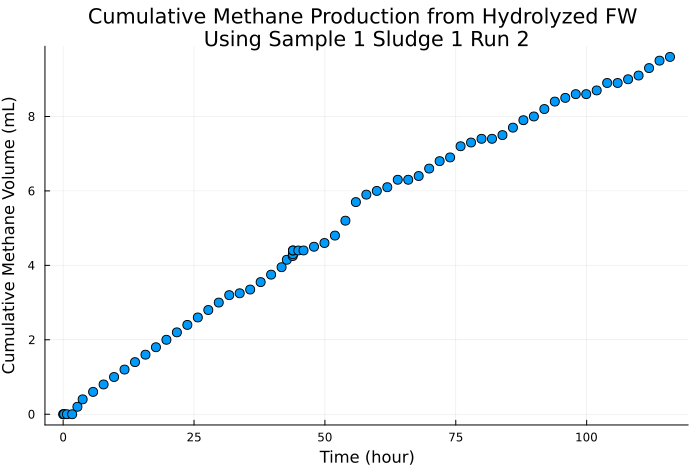 Cumulative Methane Production from Hydrolyzed FW
Using Sample 1 Sludge 1 Run 2
Cumulative Methane Volume (mL)
8
6
4
2
0
0 25 50 75 100
Time (hour)